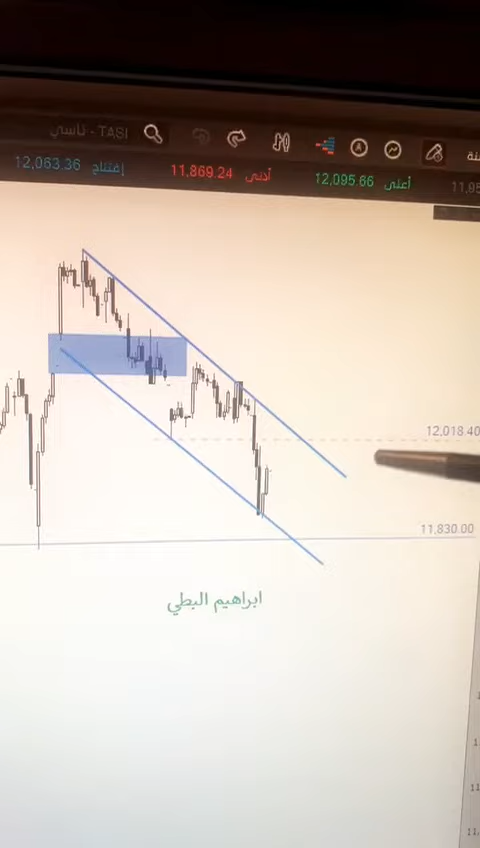 TASI - تاسي
أعلى 12,095.66 أدنى 11,869.24 إفتتاح 12,063.36
12,018.40
11,830.00
ابراهيم البطي